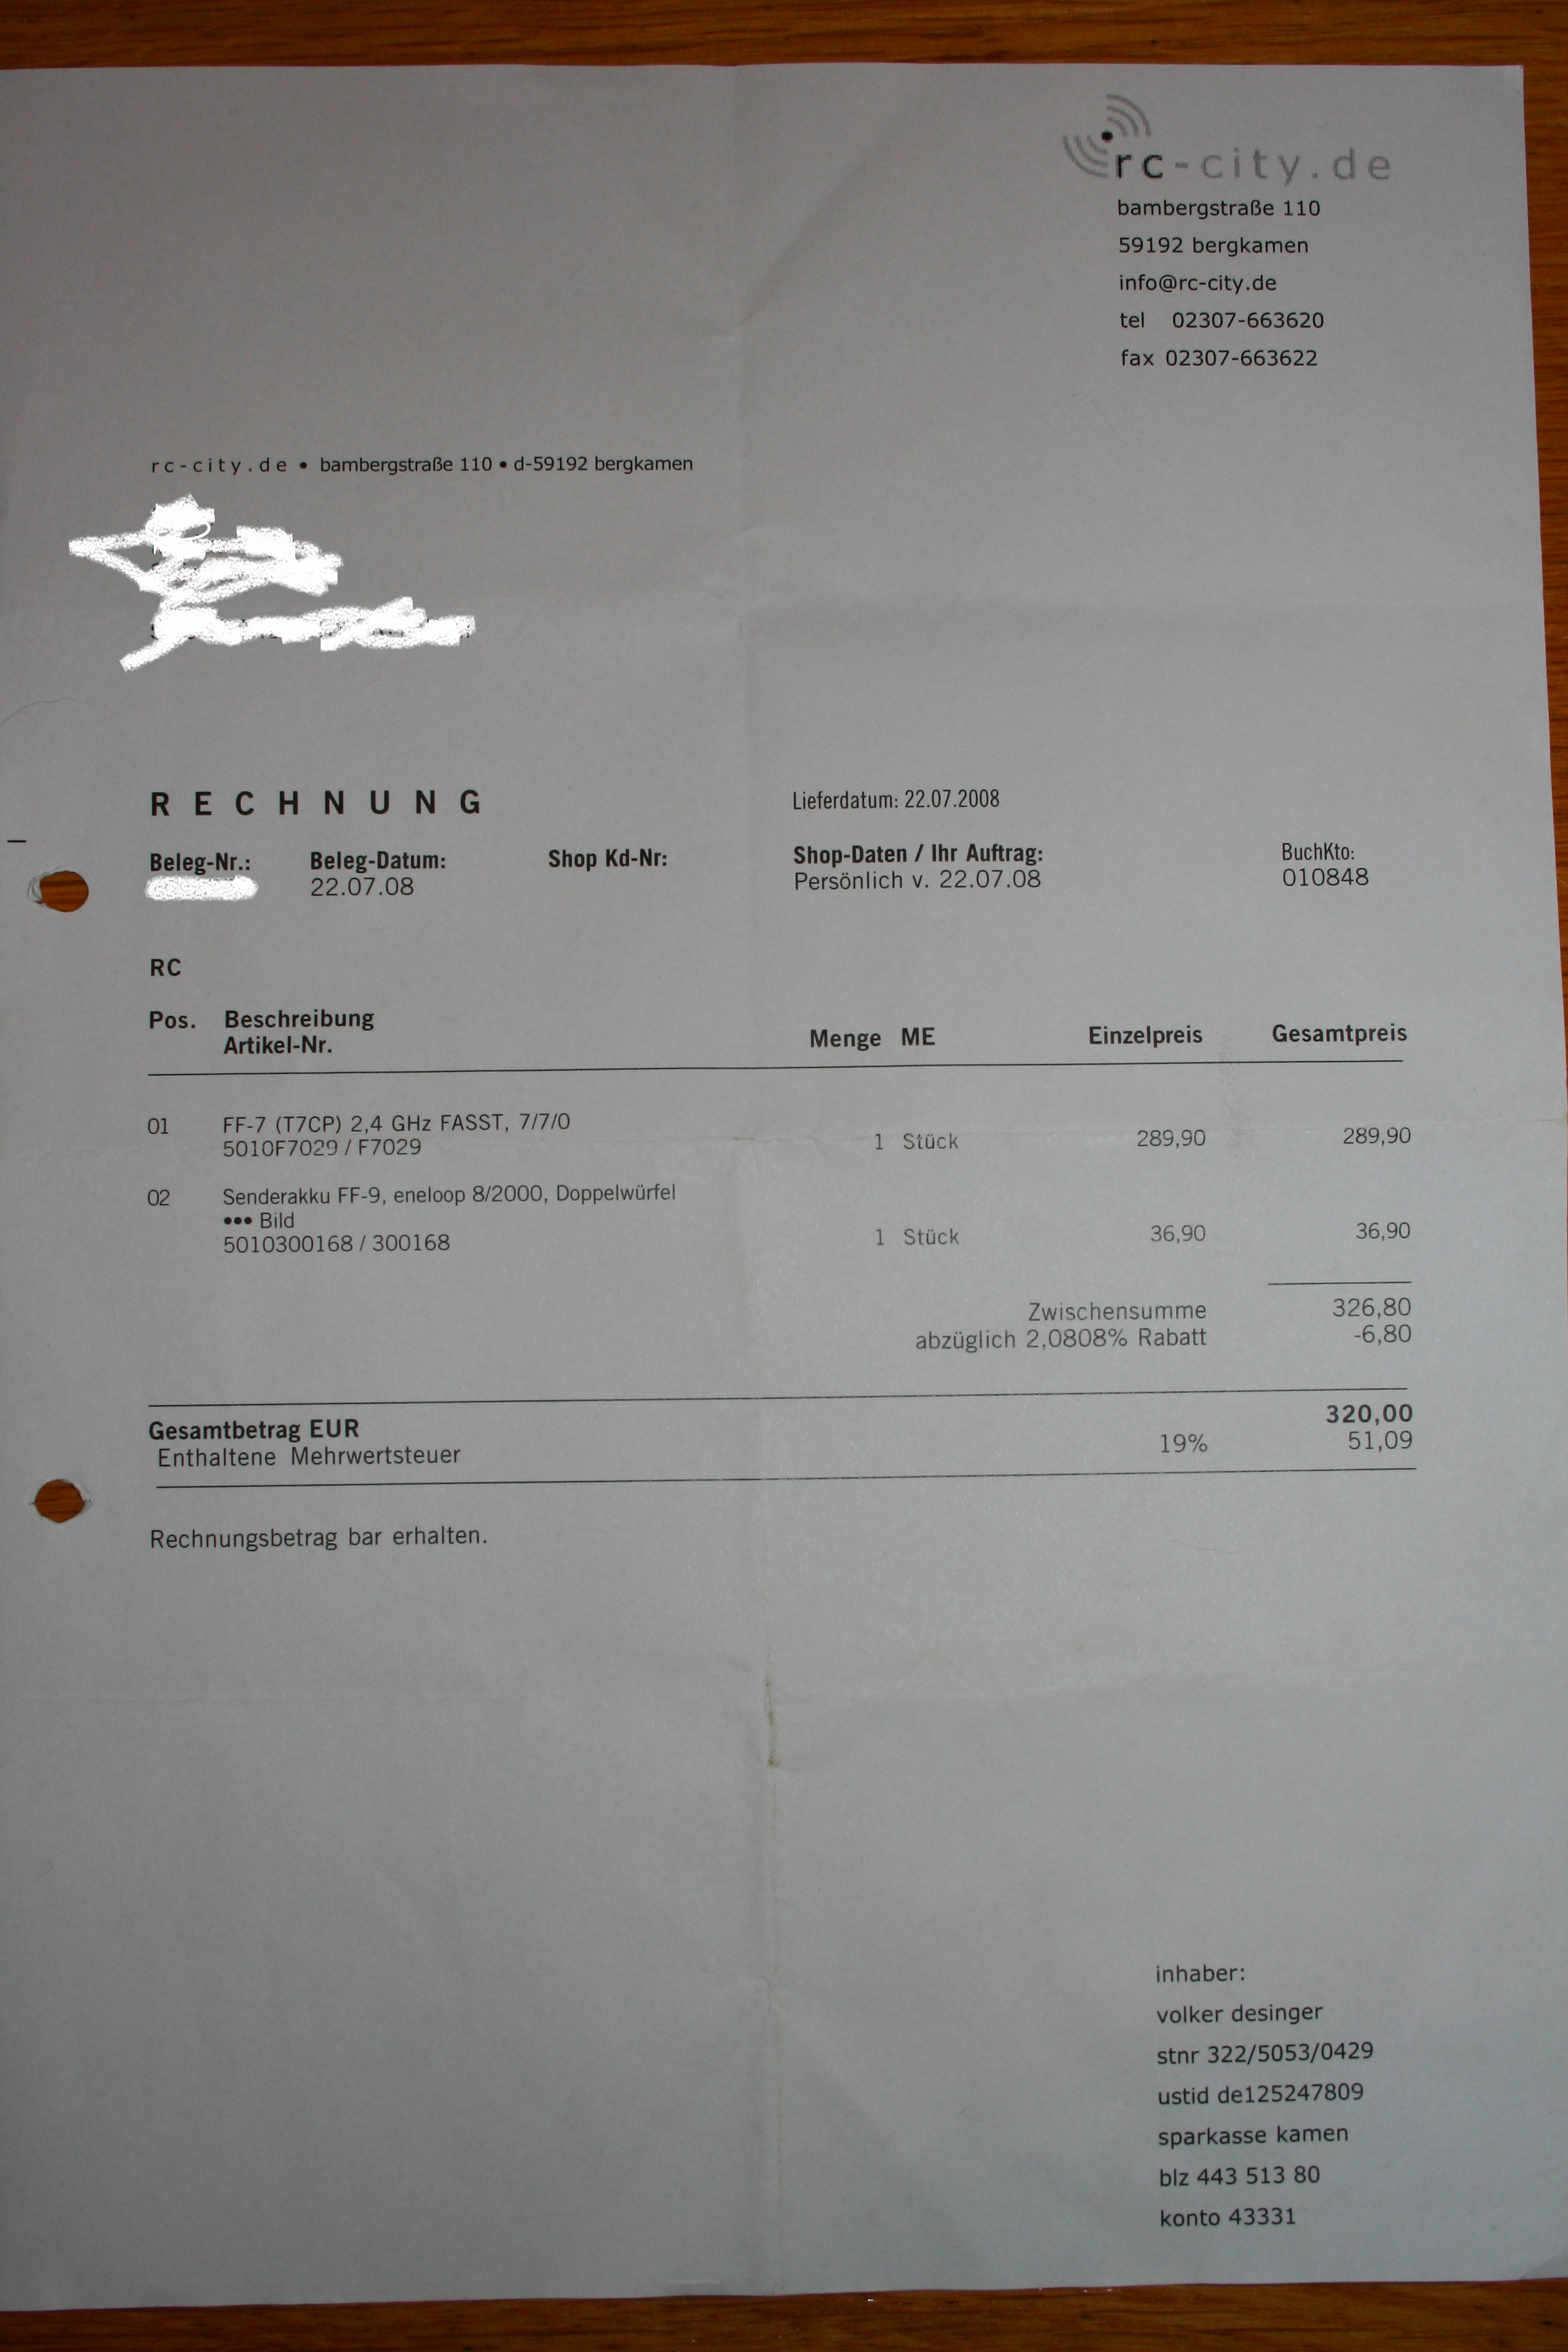 rc-city.de
bambergstraße 110
59192 bergkamen
info@rc-city.de
tel 02307-663620
fax 02307-663622
rc-city.de • bambergstraße 110 • d-59192 bergkamen
RECHNUNG
Lieferdatum: 22.07.2008
Beleg-Nr.: Beleg-Datum: Shop Kd-Nr: Shop-Daten / Ihr Auftrag: BuchKto:
22.07.08 Persönlich v. 22.07.08 010848
RC
Pos. Beschreibung
Artikel-Nr. Menge ME Einzelpreis Gesamtpreis
01 FF-7 (T7CP) 2,4 GHz FASST, 7/7/0
5010F7029 / F7029 1 Stück 289,90 289,90
02 Senderakku FF-9, eneloop 8/2000, Doppelwürfel
••• Bild
5010300168 / 300168 1 Stück 36,90 36,90
Zwischensumme 326,80
abzüglich 2,0808% Rabatt -6,80
Gesamtbetrag EUR 320,00
Enthaltene Mehrwertsteuer 19% 51,09
Rechnungsbetrag bar erhalten.
inhaber:
volker desinger
stnr 322/5053/0429
ustid de125247809
sparkasse kamen
blz 443 513 80
konto 43331